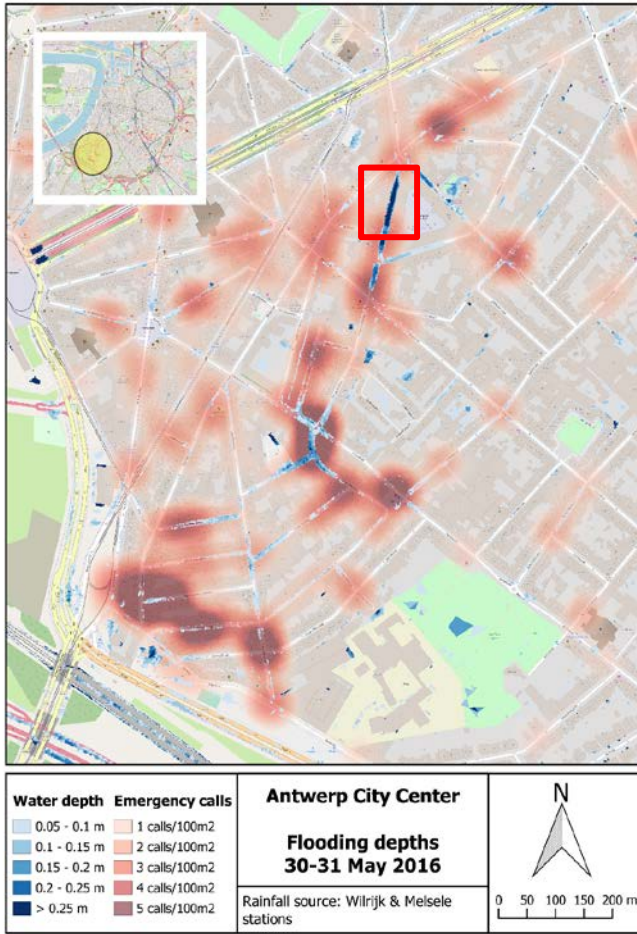 Water depth
0.05 - 0.1 m
0.1 - 0.15 m
0.15 - 0.2 m
0.2 - 0.25 m
> 0.25 m
Emergency calls
1 calls/100m2
2 calls/100m2
3 calls/100m2
4 calls/100m2
5 calls/100m2
Antwerp City Center
Flooding depths
30-31 May 2016
Rainfall source: Wilrijk & Melsele
stations
N
0 50 100 150 200 m